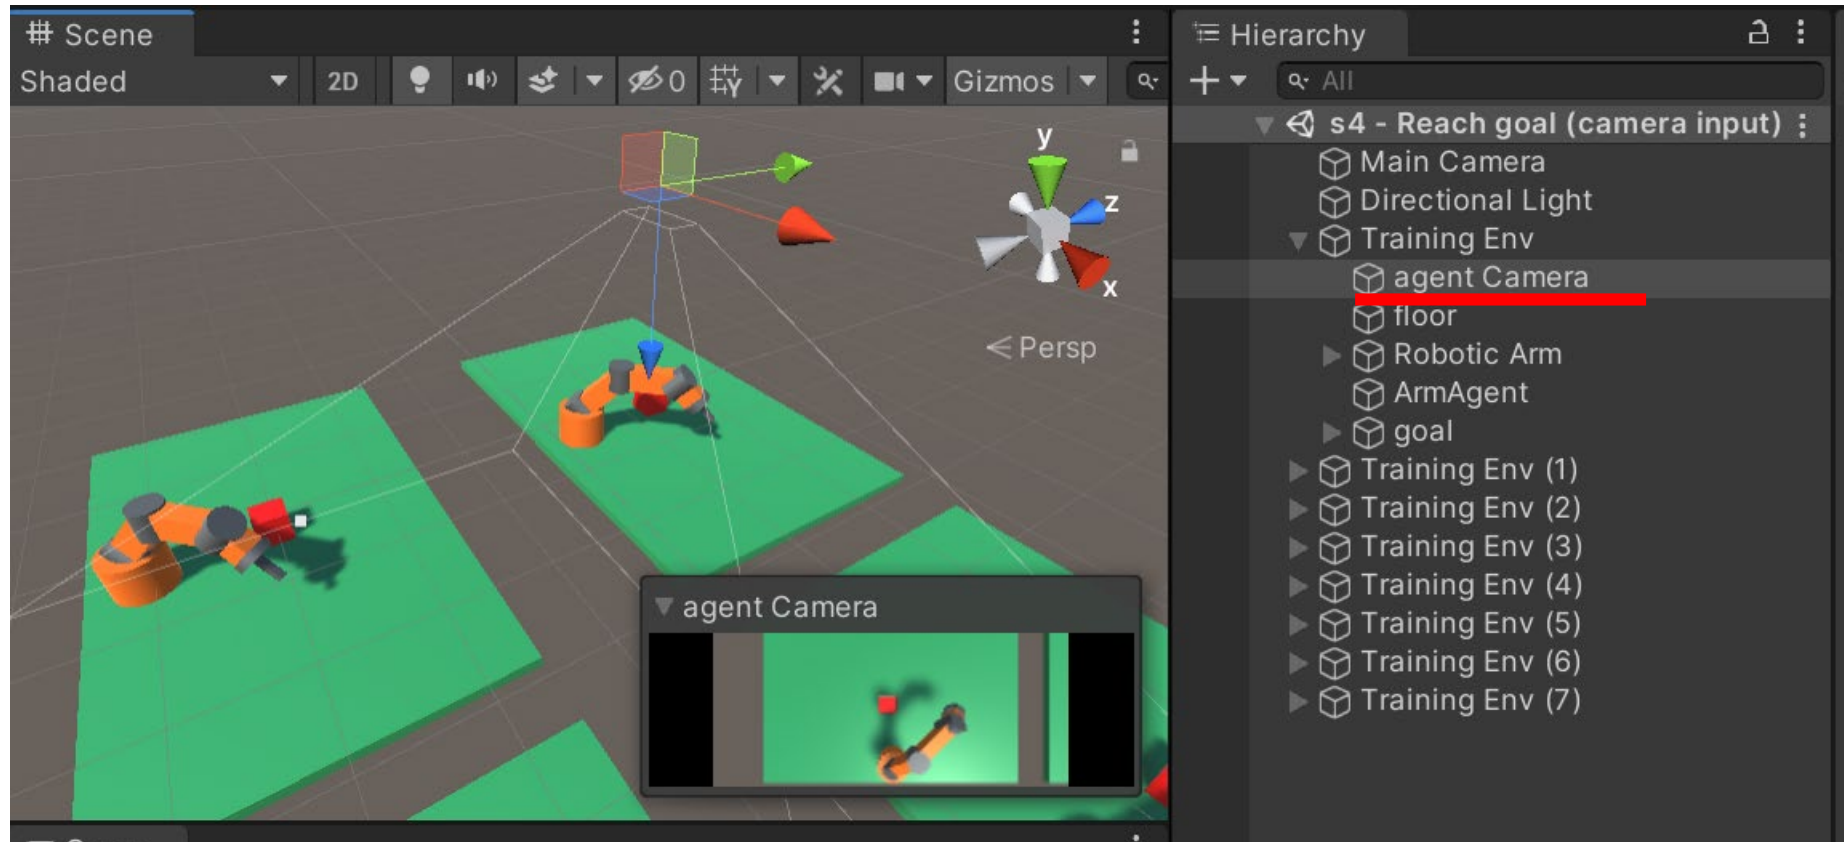 Scene
Shaded 2D 0 Gizmos
y
z
x
Persp
agent Camera
Hierarchy
All
s4 - Reach goal (camera input)
Main Camera
Directional Light
Training Env
agent Camera
floor
Robotic Arm
ArmAgent
goal
Training Env (1)
Training Env (2)
Training Env (3)
Training Env (4)
Training Env (5)
Training Env (6)
Training Env (7)